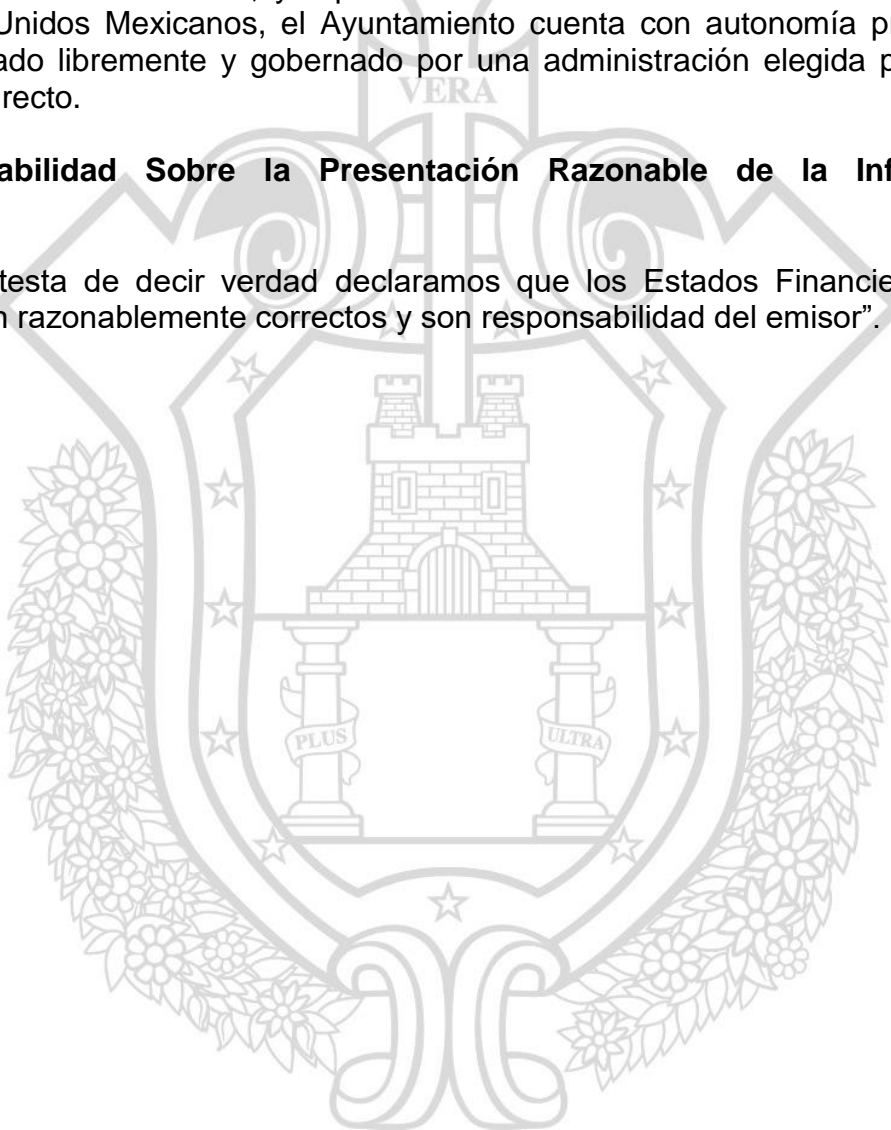 Unidos Mexicanos, el Ayuntamiento cuenta con autonomía p
ado libremente y gobernado por una administración elegida p
recto.
VERA
abilidad Sobre la Presentación Razonable de la Inf
testa de decir verdad declaramos que los Estados Financie
n razonablemente correctos y son responsabilidad del emisor”.
PLUS
ULTRA